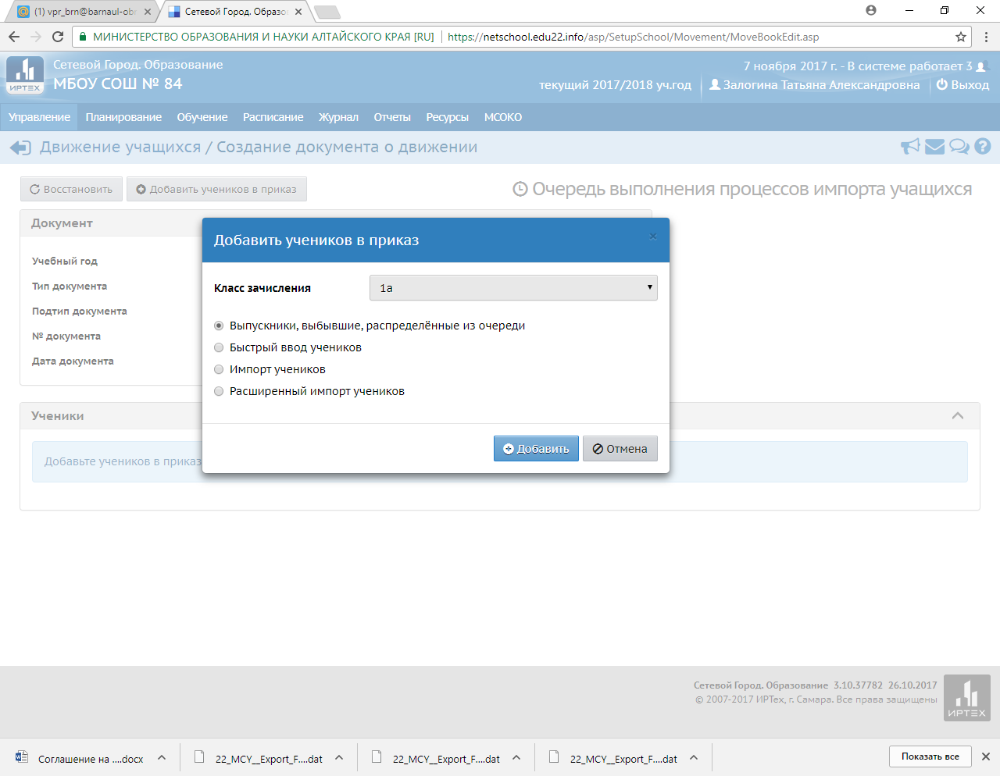 (1) vpr_brn@barnaul-ob
Сетевой Город. Образо
МИНИСТЕРСТВО ОБРАЗОВАНИЯ И НАУКИ АЛТАЙСКОГО КРАЯ [RU]
https://netschool.edu22.info/asp/SetupSchool/Movement/MoveBookEdit.asp
Сетевой Город. Образование
МБОУ СОШ № 84
ИРТЕХ
7 ноября 2017 г. - В системе работает 3
текущий 2017/2018 уч.год
Залогина Татьяна Александровна
Выход
Управление Планирование Обучение Расписание Журнал Отчеты Ресурсы МСОКО
Движение учащихся / Создание документа о движении
Восстановить
Добавить учеников в приказ
Очередь выполнения процессов импорта учащихся
Документ
Учебный год
Тип документа
Подтип документа
№ документа
Дата документа
Добавить учеников в приказ
×
Класс зачисления
1а
Выпускники, выбывшие, распределённые из очереди
Быстрый ввод учеников
Импорт учеников
Расширенный импорт учеников
Добавить
Отмена
Ученики
Добавьте учеников в приказ
Сетевой Город. Образование 3.10.37782 26.10.2017
© 2007-2017 ИРТех, г. Самара. Все права защищены
ИРТЕХ
Соглашение на ....docx
22_MCY__Export_F....dat
22_MCY__Export_F....dat
22_MCY__Export_F....dat
Показать все